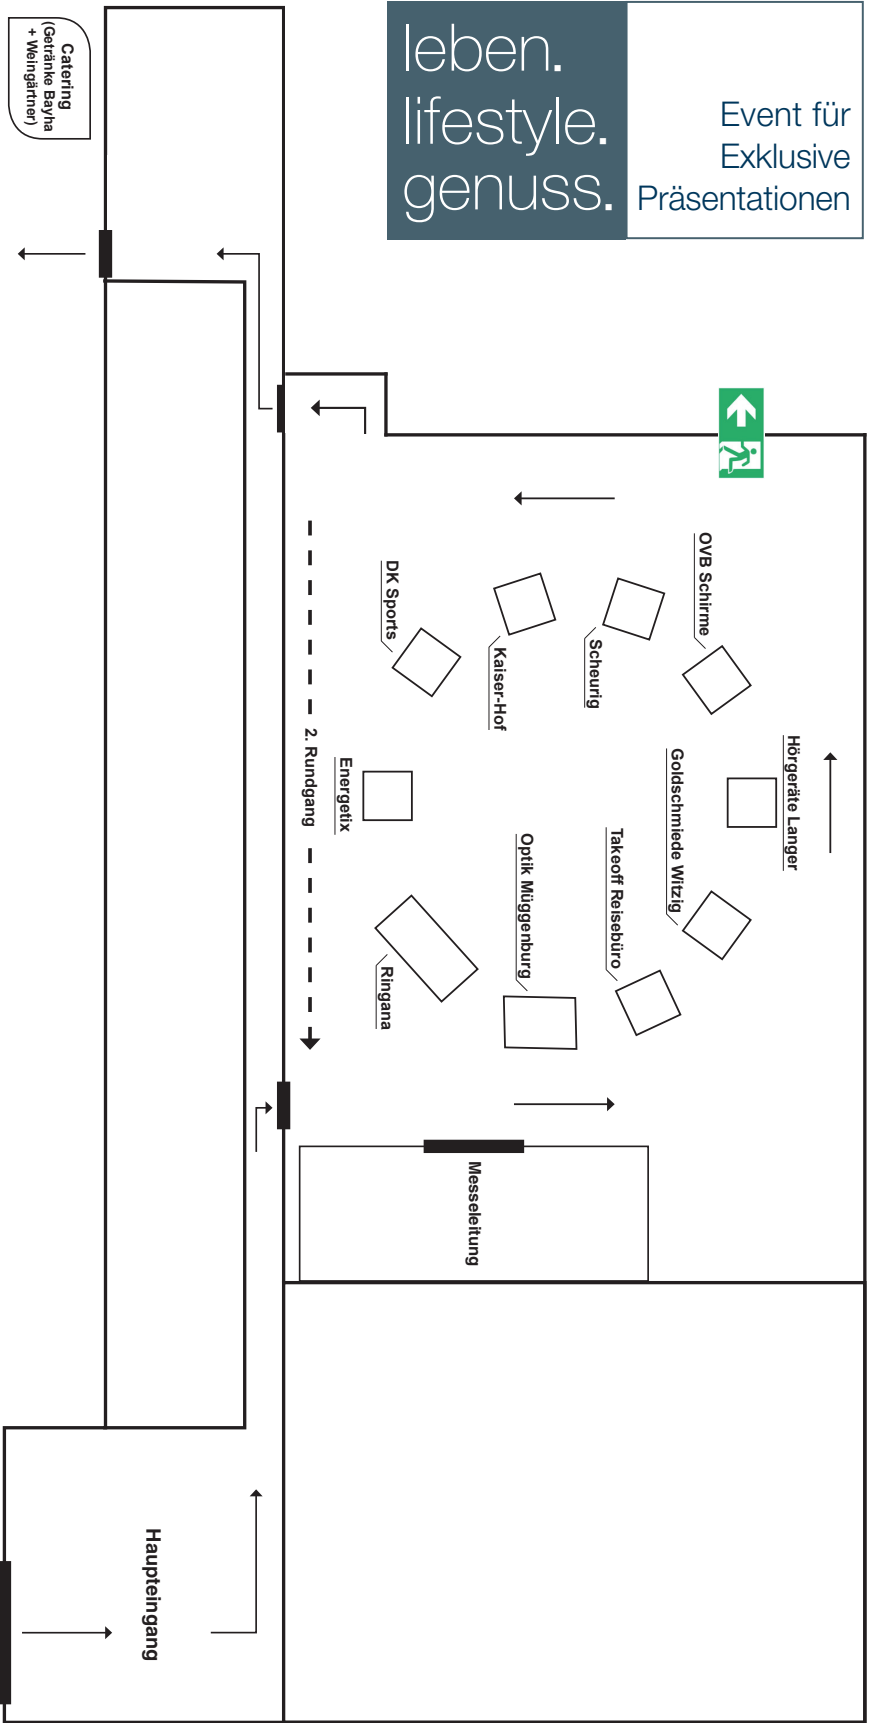 leben.
lifestyle.
genuss.
Event für
Exklusive
Präsentationen
Catering
(Getränke Bayha
+ Weingärtner)
OVB Schirme
DK Sports
Scheurig
Kaiser-Hof
Hörgeräte Langer
Goldschmiede Witzig
2. Rundgang
Energetix
Takeoff Reisebüro
Optik Müggenburg
Ringana
Messeleitung
Haupteingang